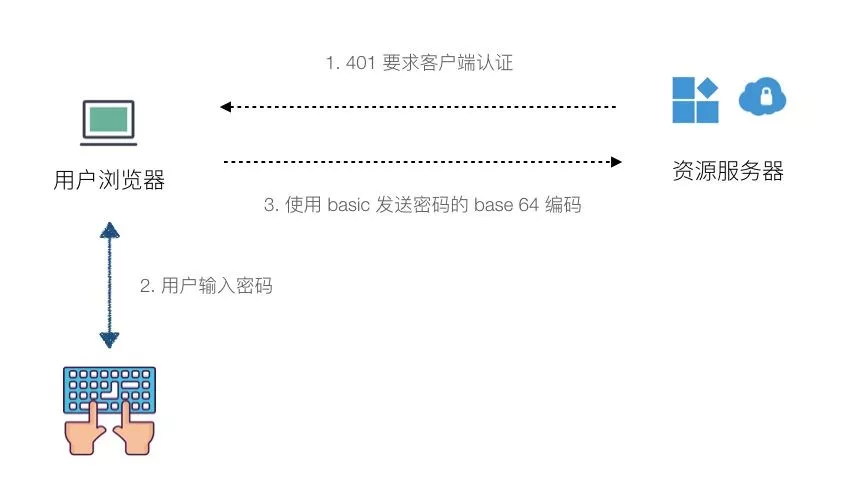 1. 401 要求客户端认证
用户浏览器
资源服务器
3. 使用 basic 发送密码的 base 64 编码
2. 用户输入密码